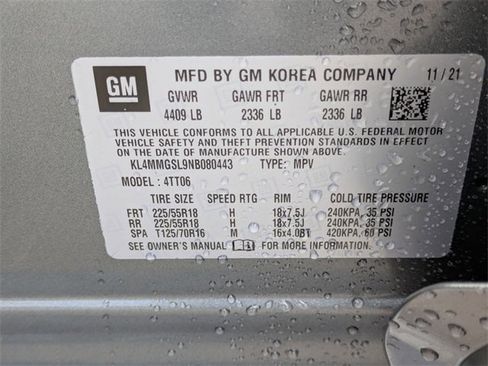 GM
MFD BY GM KOREA COMPANY 11/21
GVWR GAWR FRT GAWR RR
4409 LB 2336 LB 2336 LB
THIS VEHICLE CONFORMS TO ALL APPLICABLE U.S. FEDERAL MOTOR
VEHICLE SAFETY AND THEFT PREVENTION STANDARDS IN EFFECT
ON THE DATE OF MANUFACTURE SHOWN ABOVE.
KL4MMGSL9NB080443 TYPE: MPV
MODEL : 4TT06
TIRE SIZE SPEED RTG RIM COLD TIRE PRESSURE
FRT 225/55R18 H 18x7.5J 240KPA, 35 PSI
RR 225/55R18 H 18x7.5J 240KPA, 35 PSI
SPA T125/70R16 M 16x4.0BT 420KPA, 60 PSI
SEE OWNER'S MANUAL FOR MORE INFORMATION